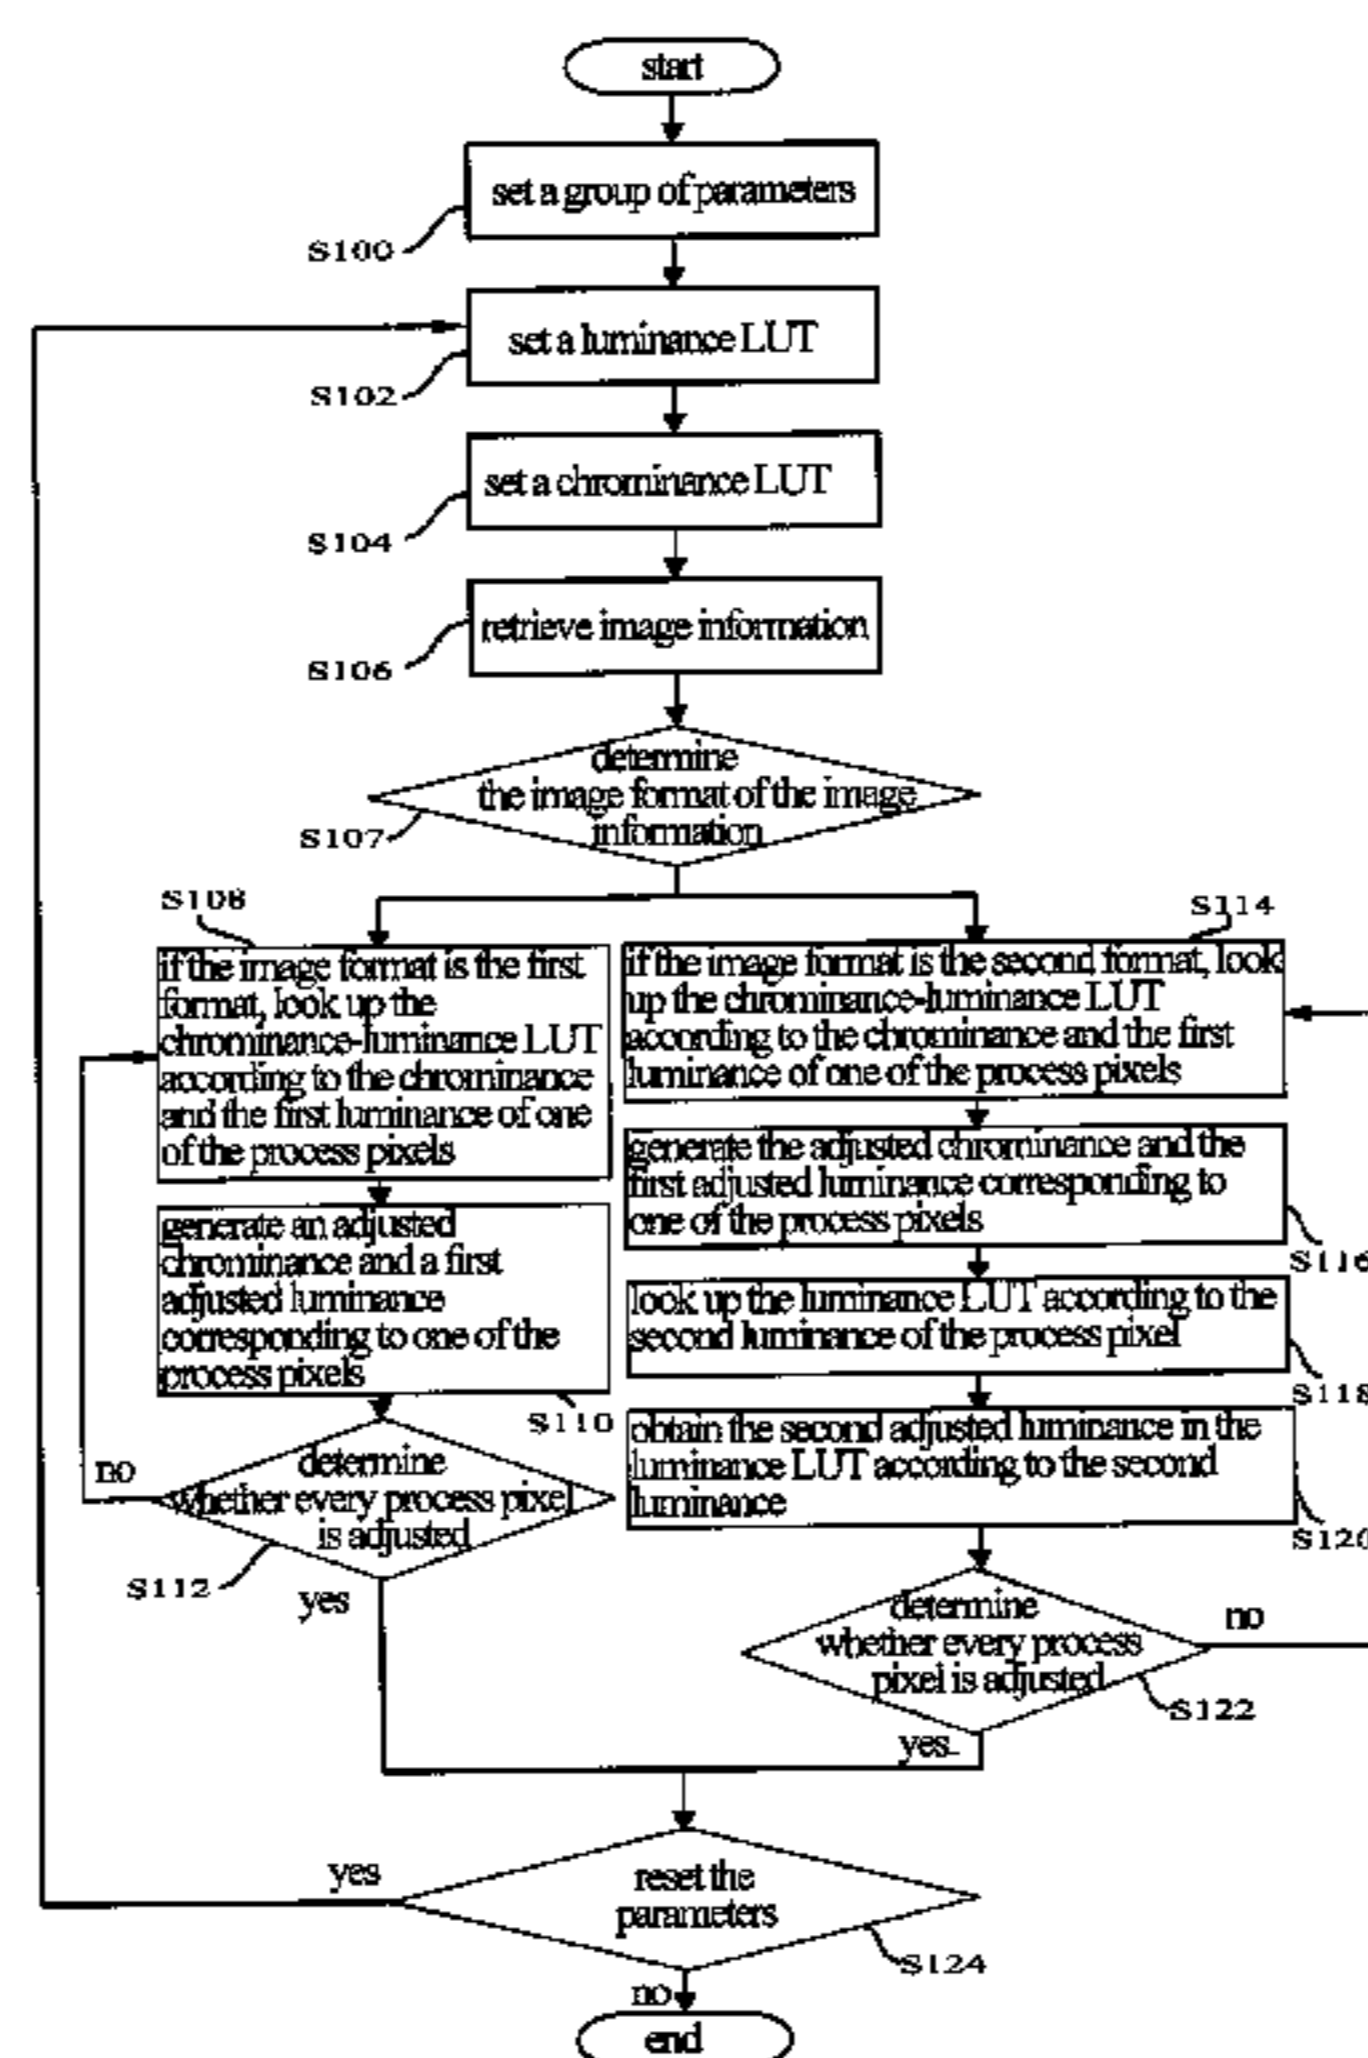 start
set a group of parameters
S100
set a luminance LUT
S102
set a chrominance LUT
S104
retrieve image information
S106
determine
the image format of the image
information
S107
S108
if the image format is the first
format, look up the
chrominance-luminance LUT
according to the chrominance
and the first luminance of one
of the process pixels
generate an adjusted
chrominance and a first
adjusted luminance
corresponding to one of the
process pixels
S110
no
determine
whether every process pixel
is adjusted
S112
yes
S114
if the image format is the second format, look
up the chrominance-luminance LUT
according to the chrominance and the first
luminance of one of the process pixels
generate the adjusted chrominance and the
first adjusted luminance corresponding to
one of the process pixels
S116
look up the luminance LUT according to the
second luminance of the process pixel
S118
obtain the second adjusted luminance in the
luminance LUT according to the second
luminance
S120
determine
whether every process
pixel is adjusted
no
S122
yes
yes
reset the
parameters
S124
no
end